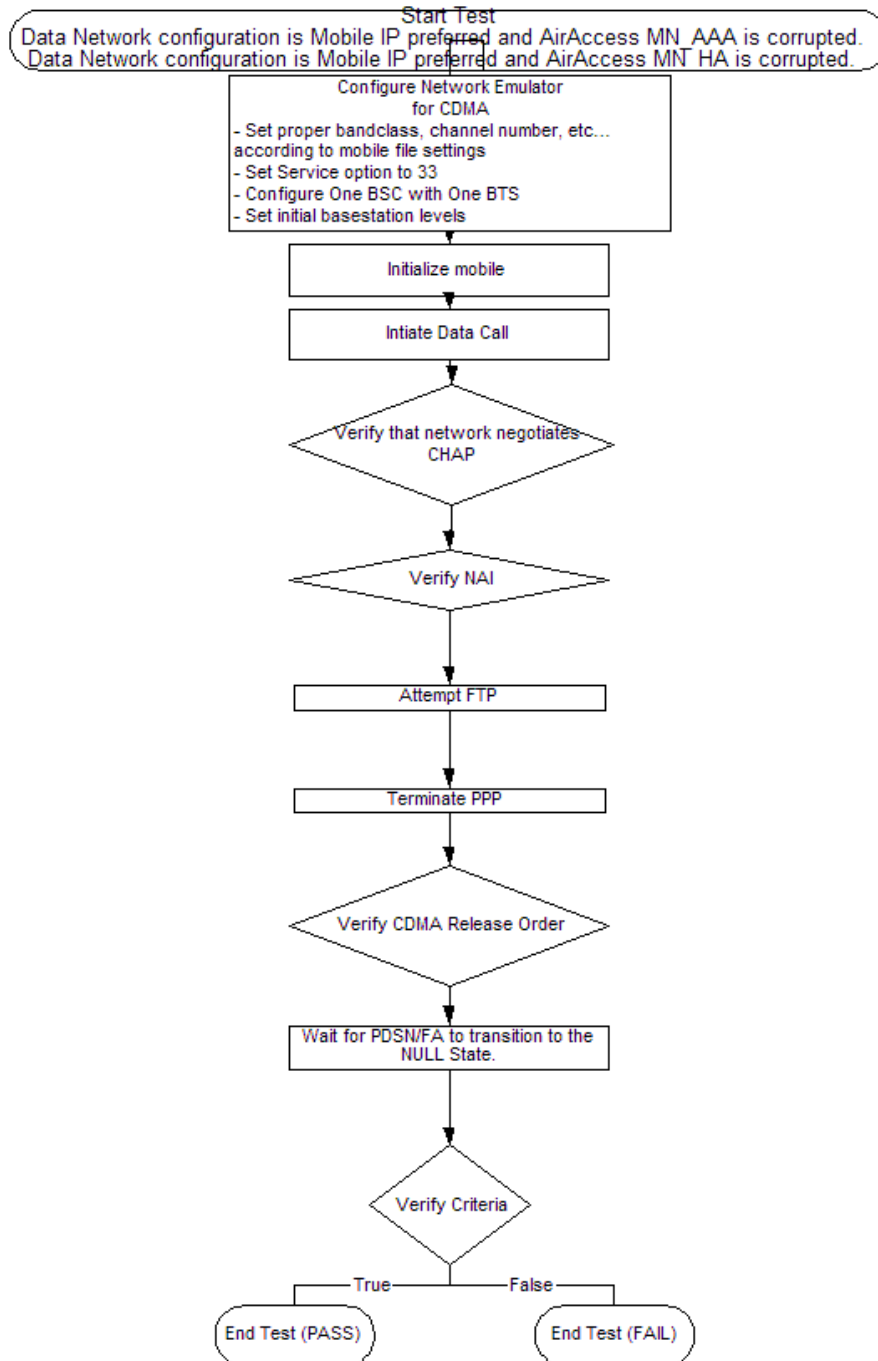 Start Test
Data Network configuration is Mobile IP preferred and AirAccess MN_AAA is corrupted.
Data Network configuration is Mobile IP preferred and AirAccess MN_HA is corrupted.
Configure Network Emulator
for CDMA
- Set proper bandclass, channel number, etc...
according to mobile file settings
- Set Service option to 33
- Configure One BSC with One BTS
- Set initial basestation levels
Initialize mobile
Intiate Data Call
Verify that network negotiates
CHAP
Verify NAI
Attempt FTP
Terminate PPP
Verify CDMA Release Order
Wait for PDSN/FA to transition to the
NULL State.
Verify Criteria
True
False
End Test (PASS)
End Test (FAIL)